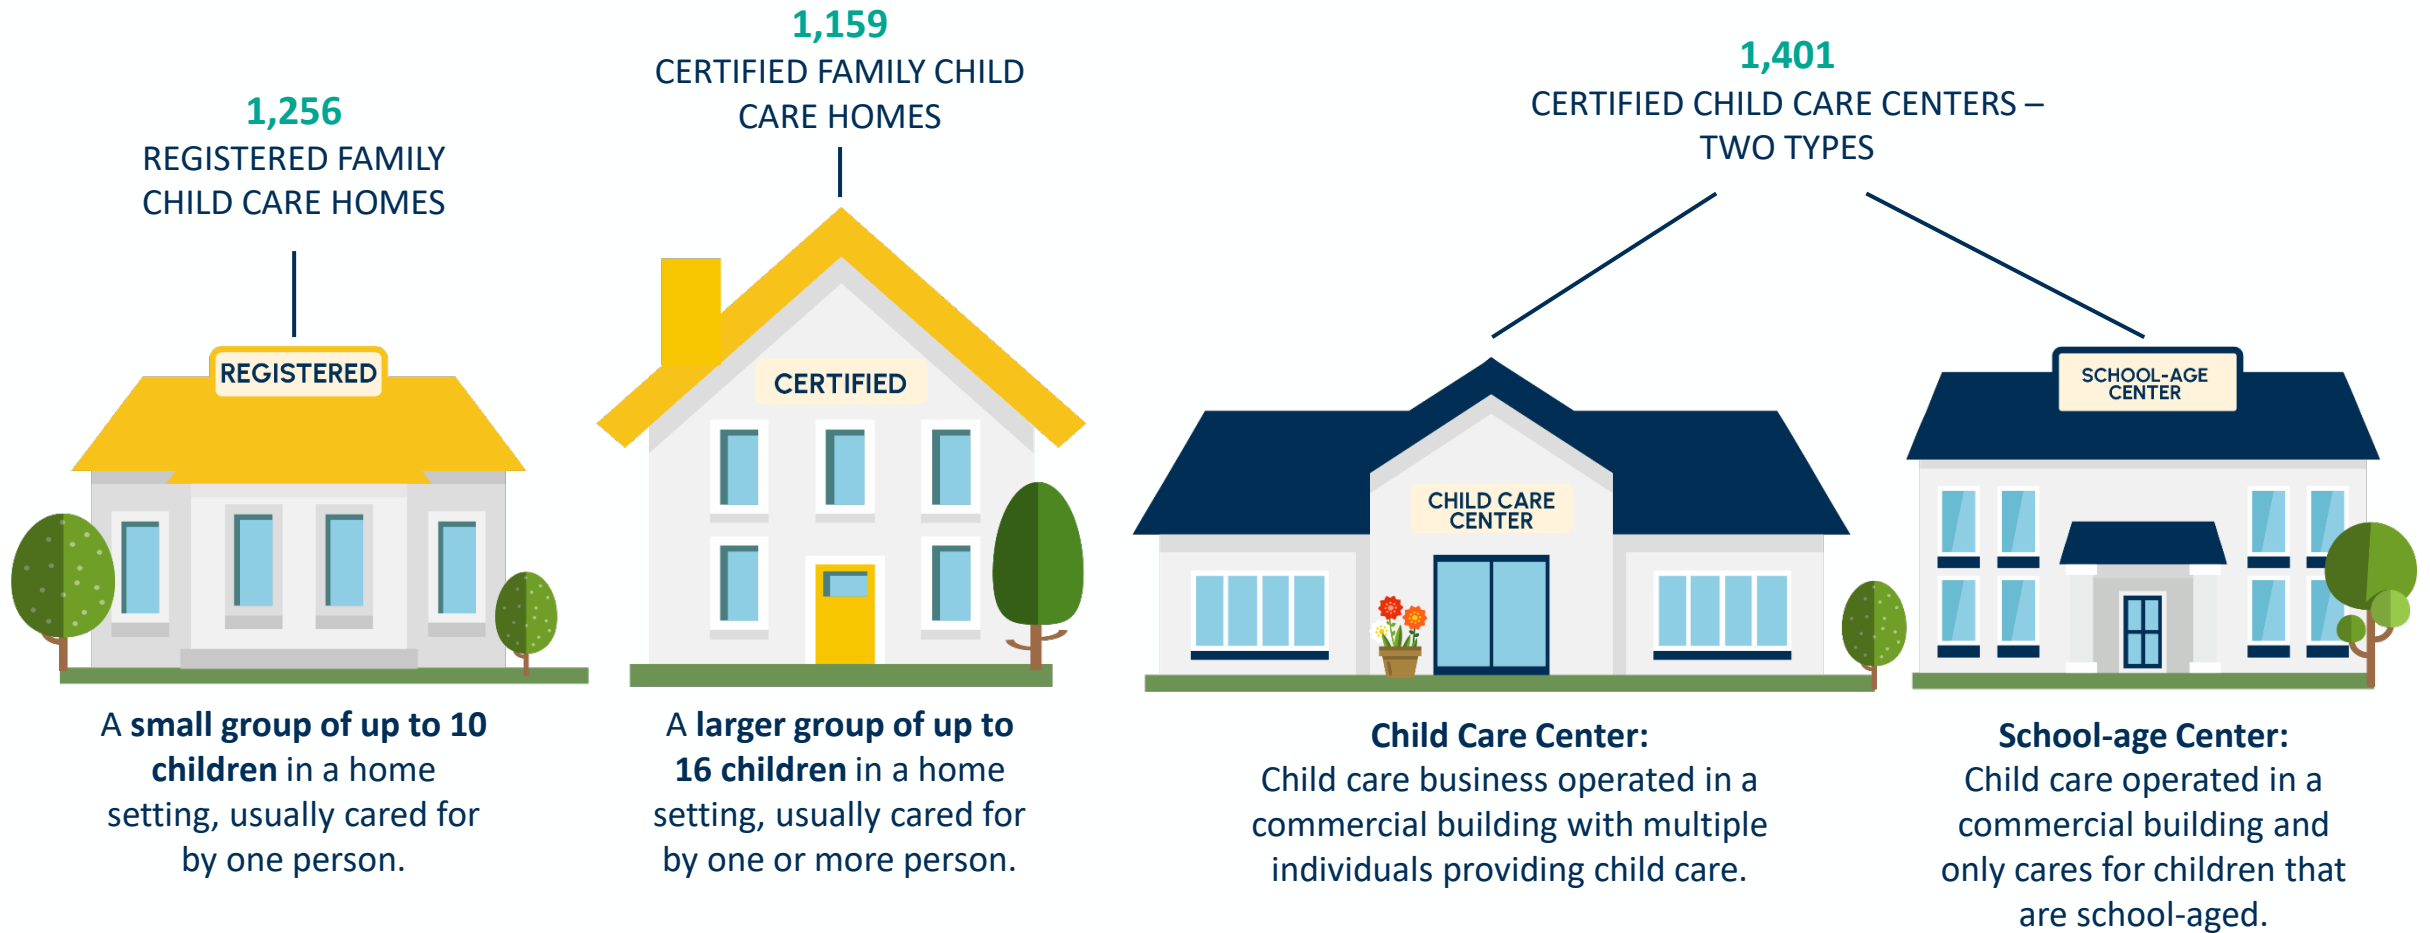 1,256
REGISTERED FAMILY
CHILD CARE HOMES
REGISTERED
A small group of up to 10
children in a home
setting, usually cared for
by one person.
1,159
CERTIFIED FAMILY CHILD
CARE HOMES
CERTIFIED
A larger group of up to
16 children in a home
setting, usually cared for
by one or more person.
1,401
CERTIFIED CHILD CARE CENTERS –
TWO TYPES
CHILD CARE
CENTER
Child Care Center:
Child care business operated in a
commercial building with multiple
individuals providing child care.
SCHOOL-AGE
CENTER
School-age Center:
Child care operated in a
commercial building and
only cares for children that
are school-aged.